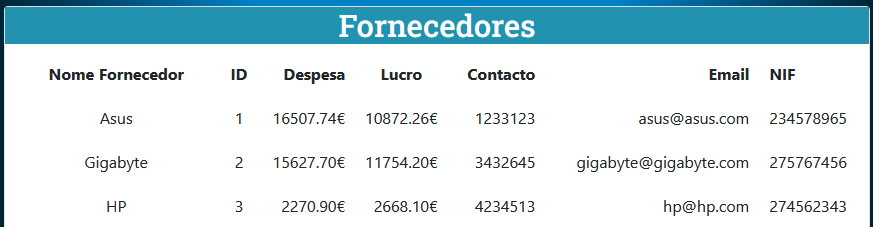 Fornecedores
Nome Fornecedor ID Despesa Lucro Contacto Email NIF
Asus 1 16507.74€ 10872.26€ 1233123 asus@asus.com 234578965
Gigabyte 2 15627.70€ 11754.20€ 3432645 gigabyte@gigabyte.com 275767456
HP 3 2270.90€ 2668.10€ 4234513 hp@hp.com 274562343